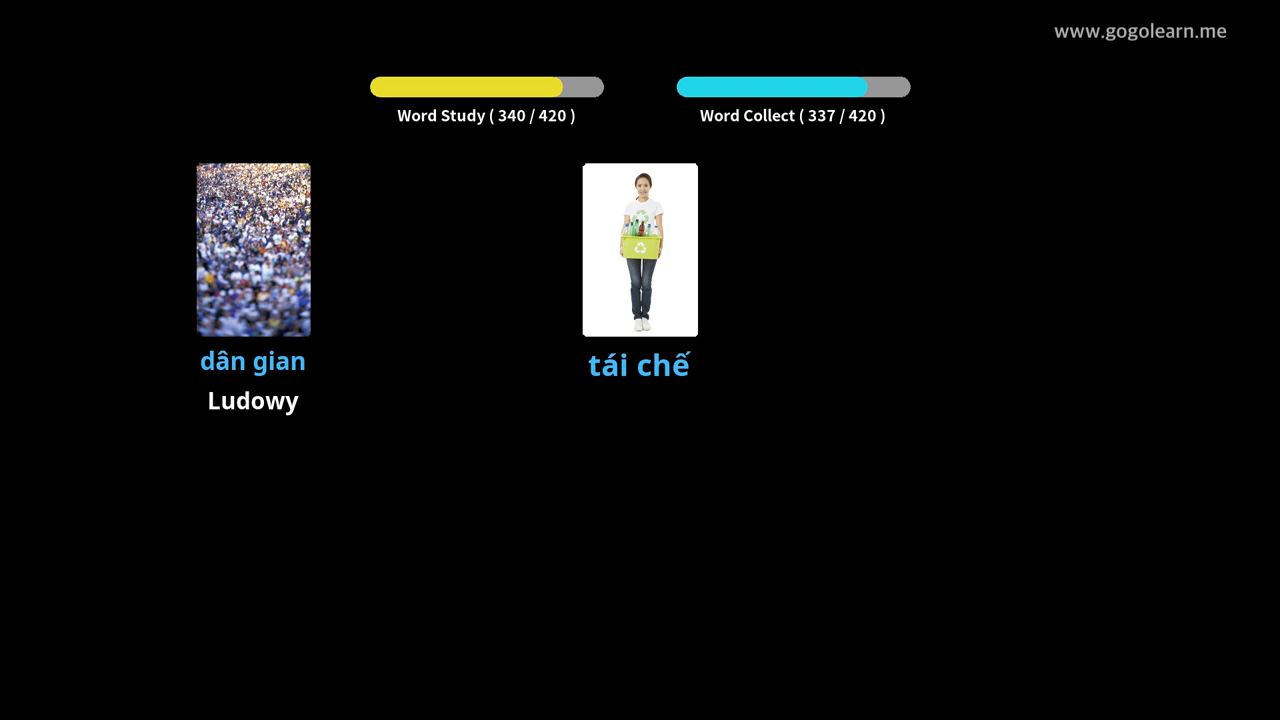 www.gogolearn.me
Word Study ( 340 / 420 )
Word Collect ( 337 / 420 )
dân gian
Ludowy
tái chế